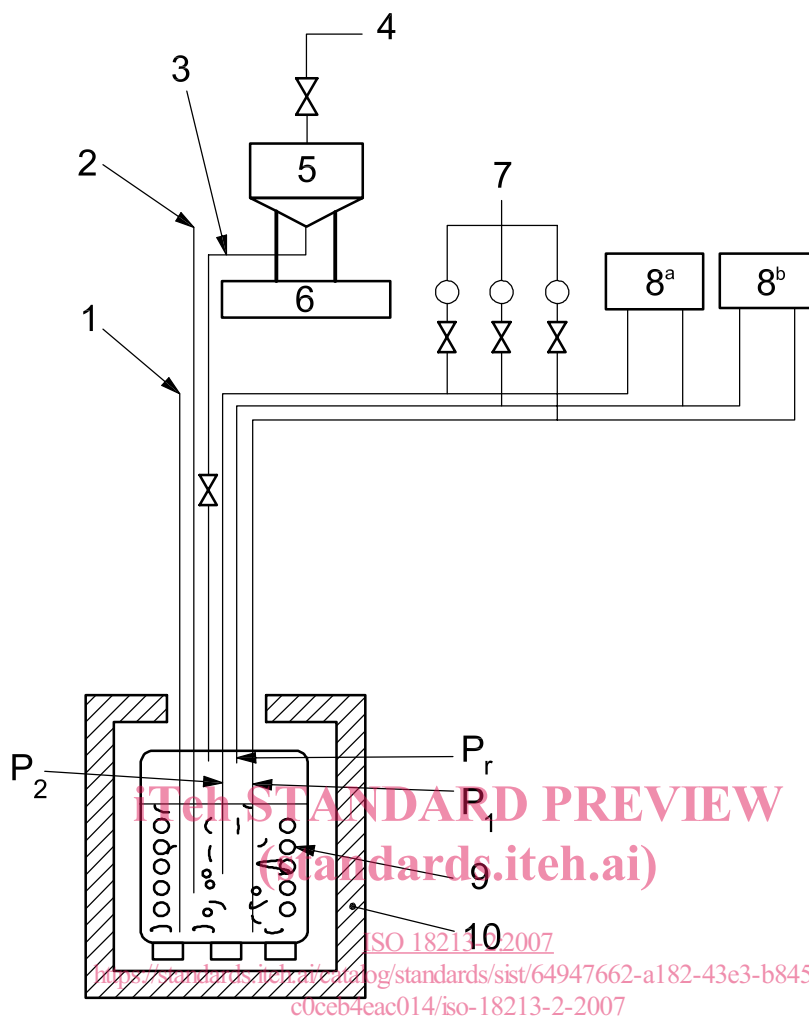 4
3
5
2
7
8a
8b
6
1
Pr
P2
P1
iTeh STANDARD PREVIEW
(standards.iteh.ai)
9
10
ISO 18213-2:2007
https://standards.iteh.ai/catalog/standards/sist/64947662-a182-43e3-b845-
c0ceb4eac014/iso-18213-2-2007